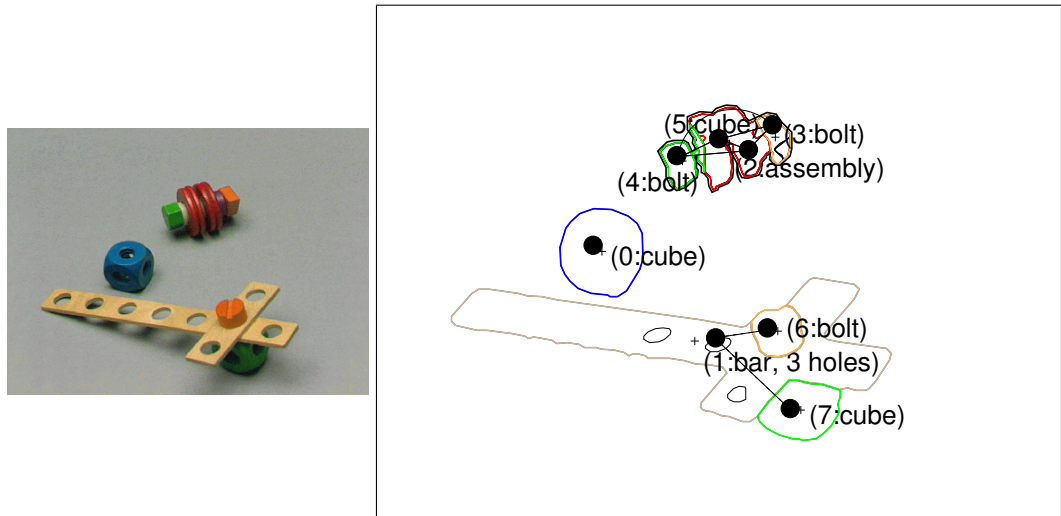 (5:cube)
(3:bolt)
(2:assembly)
(4:bolt)
(0:cube)
(6:bolt)
(1:bar, 3 holes)
(7:cube)